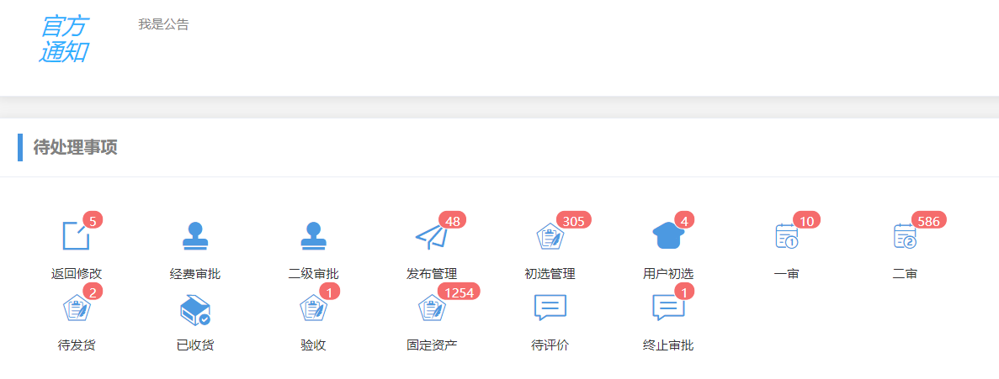 官方
通知
我是公告
待处理事项
5
48
305
4
10
586
返回修改
经费审批
二级审批
发布管理
初选管理
用户初选
一审
二审
2
1
1254
1
待发货
已收货
验收
固定资产
待评价
终止审批